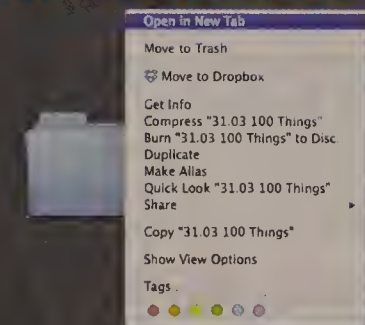 Open in New Tab
Move to Trash
Move to Dropbox
Get Info
Compress "31.03 100 Things"
Burn "31.03 100 Things" to Disc
Duplicate
Make Alias
Quick Look "31.03 100 Things"
Share
Copy "31.03 100 Things"
Show View Options
Tags